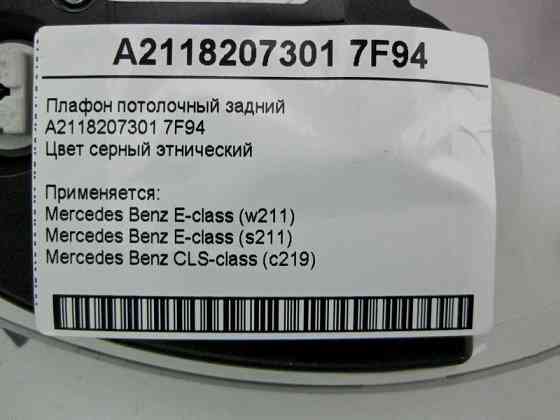 A2118207301 7F94
Плафон потолочный задний
A2118207301 7F94
Цвет серный этнический
Применяется:
Mercedes Benz E-class (w211)
Mercedes Benz E-class (s211)
Mercedes Benz CLS-class (c219)